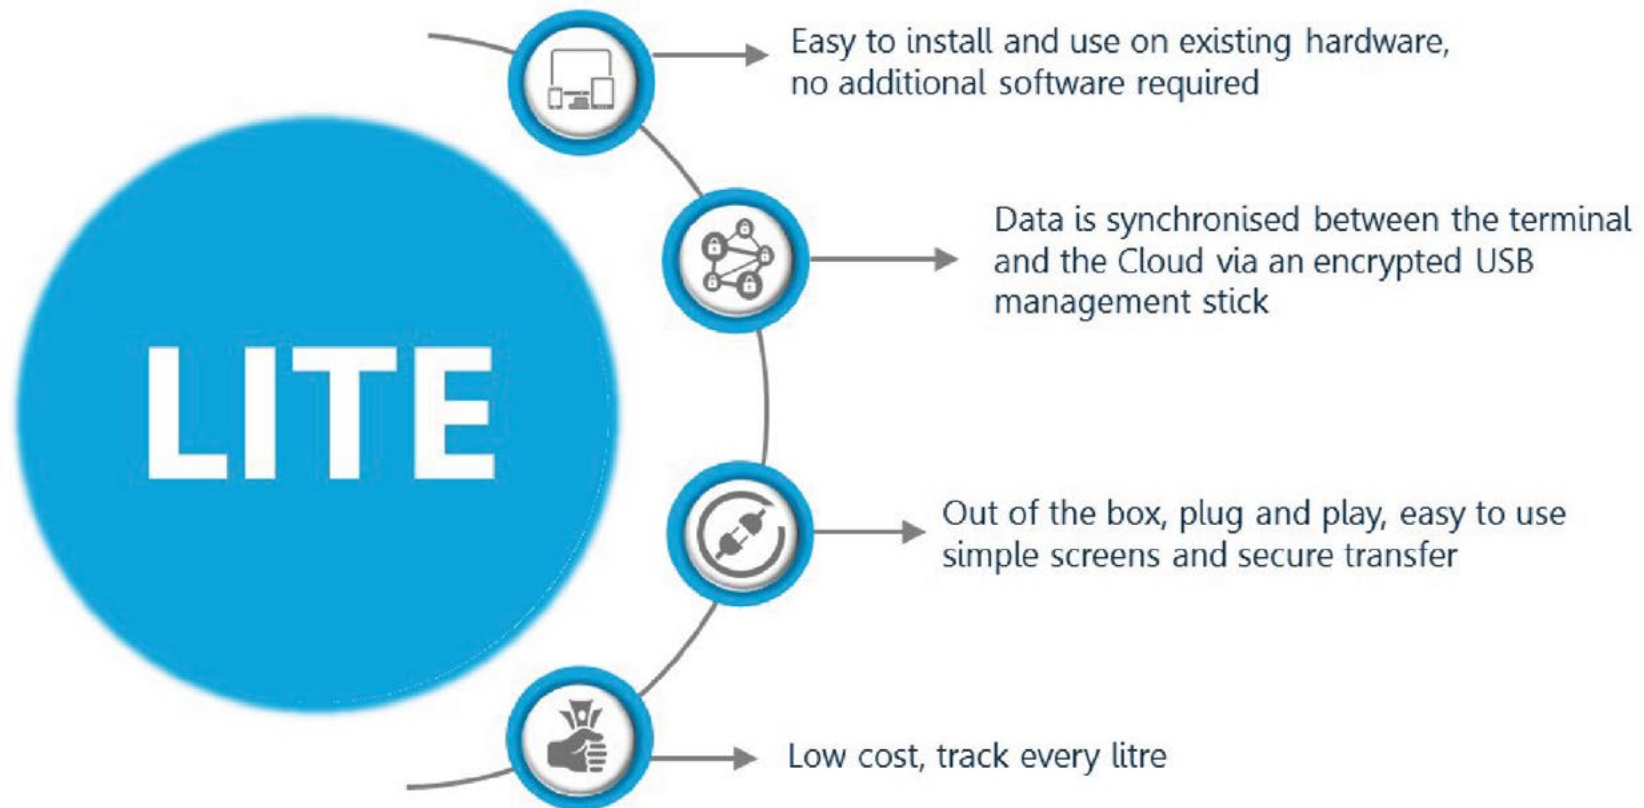 LITE
Easy to install and use on existing hardware,
no additional software required
Data is synchronised between the terminal
and the Cloud via an encrypted USB
management stick
Out of the box, plug and play, easy to use
simple screens and secure transfer
Low cost, track every litre